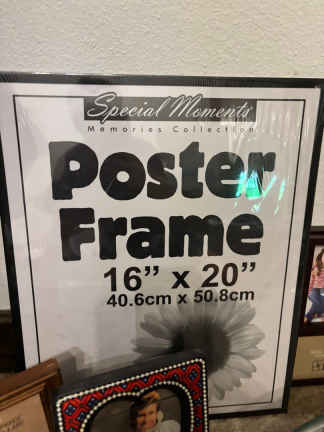 Special Moments
Memories Collection
Poster
Frame
16” x 20”
40.6cm x 50.8cm